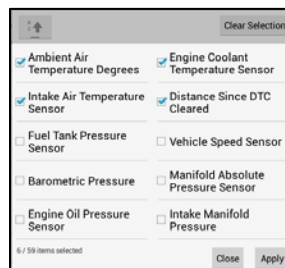 Clear Selection
Ambient Air
Temperature Degrees
Engine Coolant
Temperature Sensor
Intake Air Temperature
Sensor
Distance Since DTC
Cleared
Fuel Tank Pressure
Sensor
Vehicle Speed Sensor
Barometric Pressure
Manifold Absolute
Pressure Sensor
Engine Oil Pressure
Sensor
Intake Manifold
Pressure
6 / 59 items selected
Close
Apply